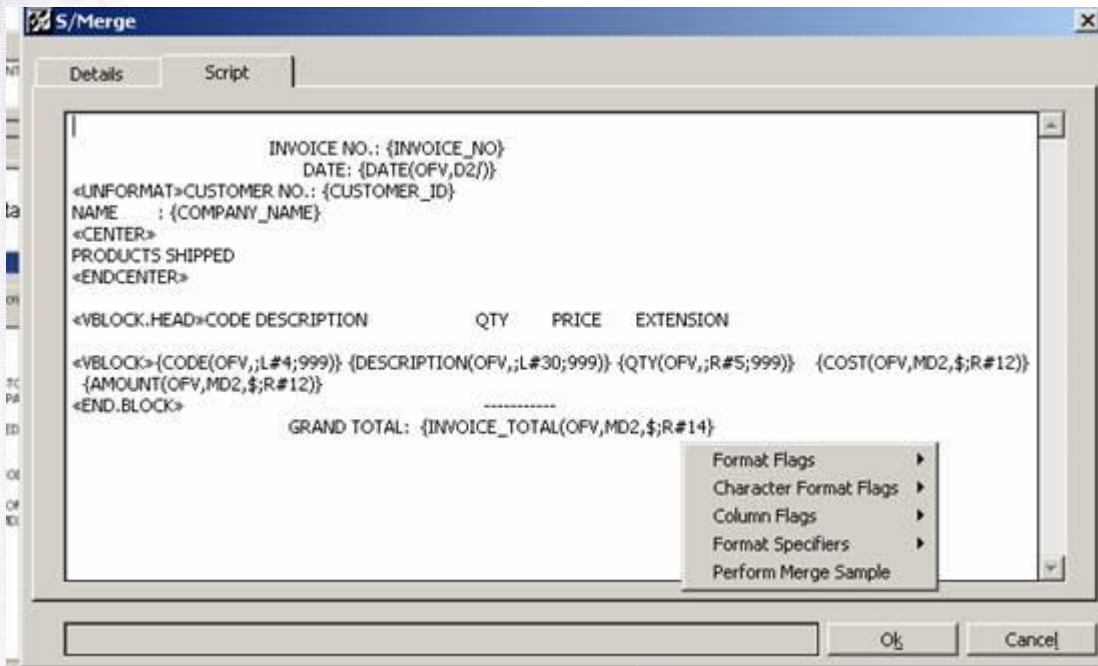 S/Merge
Details Script
INVOICE NO.: {INVOICE_NO}
DATE: {DATE(OFV,D2/)}
«UNFORMAT»CUSTOMER NO.: {CUSTOMER_ID}
NAME : {COMPANY_NAME}
«CENTER»
PRODUCTS SHIPPED
«ENDCENTER»
«VBLOCK.HEAD»CODE DESCRIPTION QTY PRICE EXTENSION
«VBLOCK»{CODE(OFV,;L#4;999)} {DESCRIPTION(OFV,;L#30;999)} {QTY(OFV,;R#5;999)} {COST(OFV,MD2,$;R#12)}
{AMOUNT(OFV,MD2,$;R#12)}
«END.BLOCK» -----------
GRAND TOTAL: {INVOICE_TOTAL(OFV,MD2,$;R#14}
Format Flags
Character Format Flags
Column Flags
Format Specifiers
Perform Merge Sample
Ok Cancel